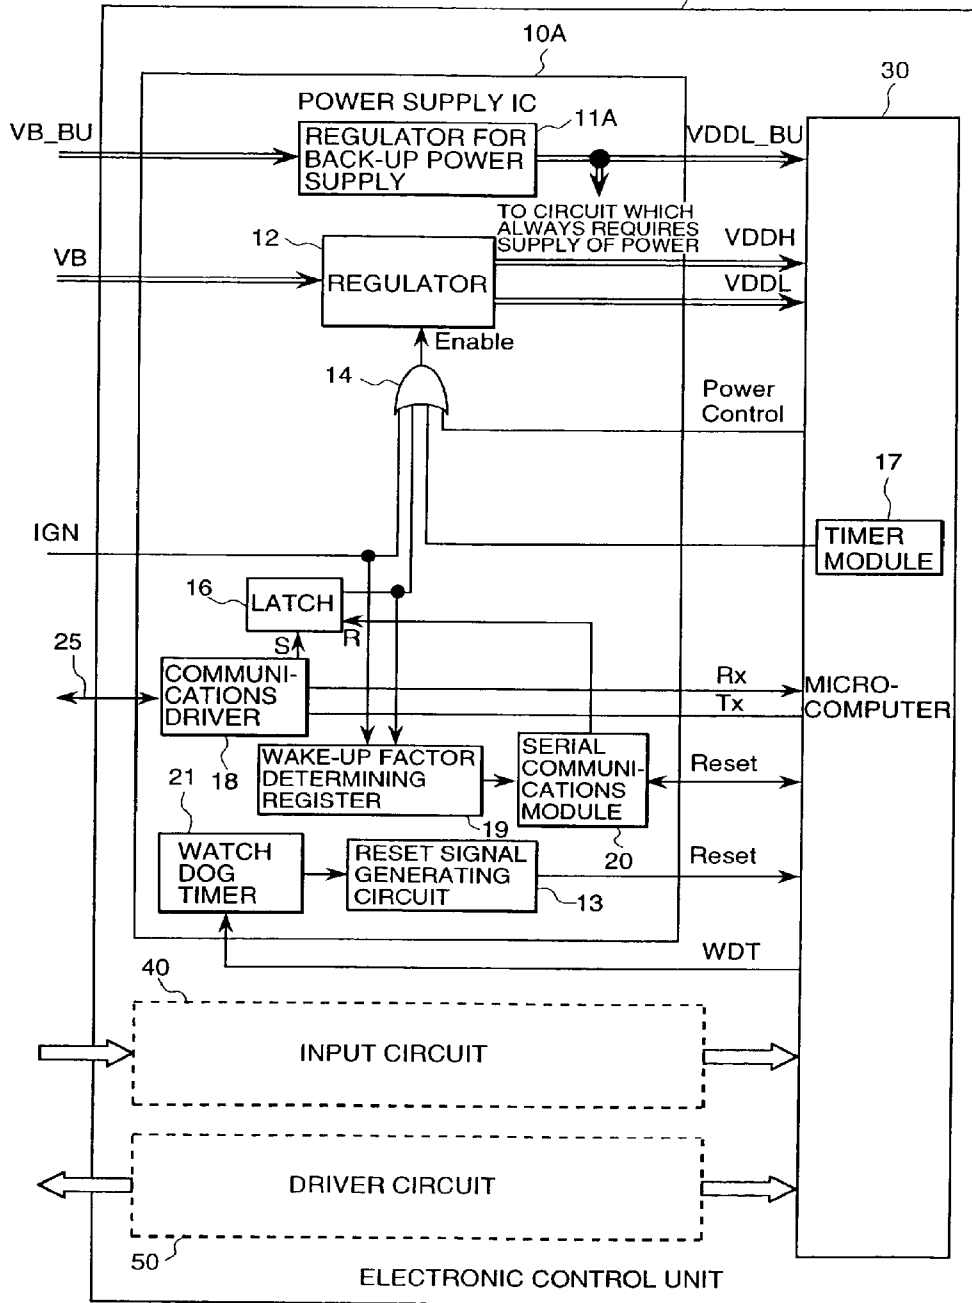 10A
30
POWER SUPPLY IC
11A
VB_BU
REGULATOR FOR
BACK-UP POWER
SUPPLY
VDDL_BU
TO CIRCUIT WHICH
ALWAYS REQUIRES
SUPPLY OF POWER
12
VDDH
VB
REGULATOR
VDDL
Enable
14
Power
Control
17
IGN
TIMER
MODULE
16
LATCH
S
R
25
COMMUNI-
CATIONS
DRIVER
Rx
Tx
MICRO-
COMPUTER
18
WAKE-UP FACTOR
DETERMINING
REGISTER
SERIAL
COMMUNI-
CATIONS
MODULE
Reset
21
19
20
WATCH
DOG
TIMER
RESET SIGNAL
GENERATING
CIRCUIT
Reset
13
WDT
40
INPUT CIRCUIT
DRIVER CIRCUIT
50
ELECTRONIC CONTROL UNIT